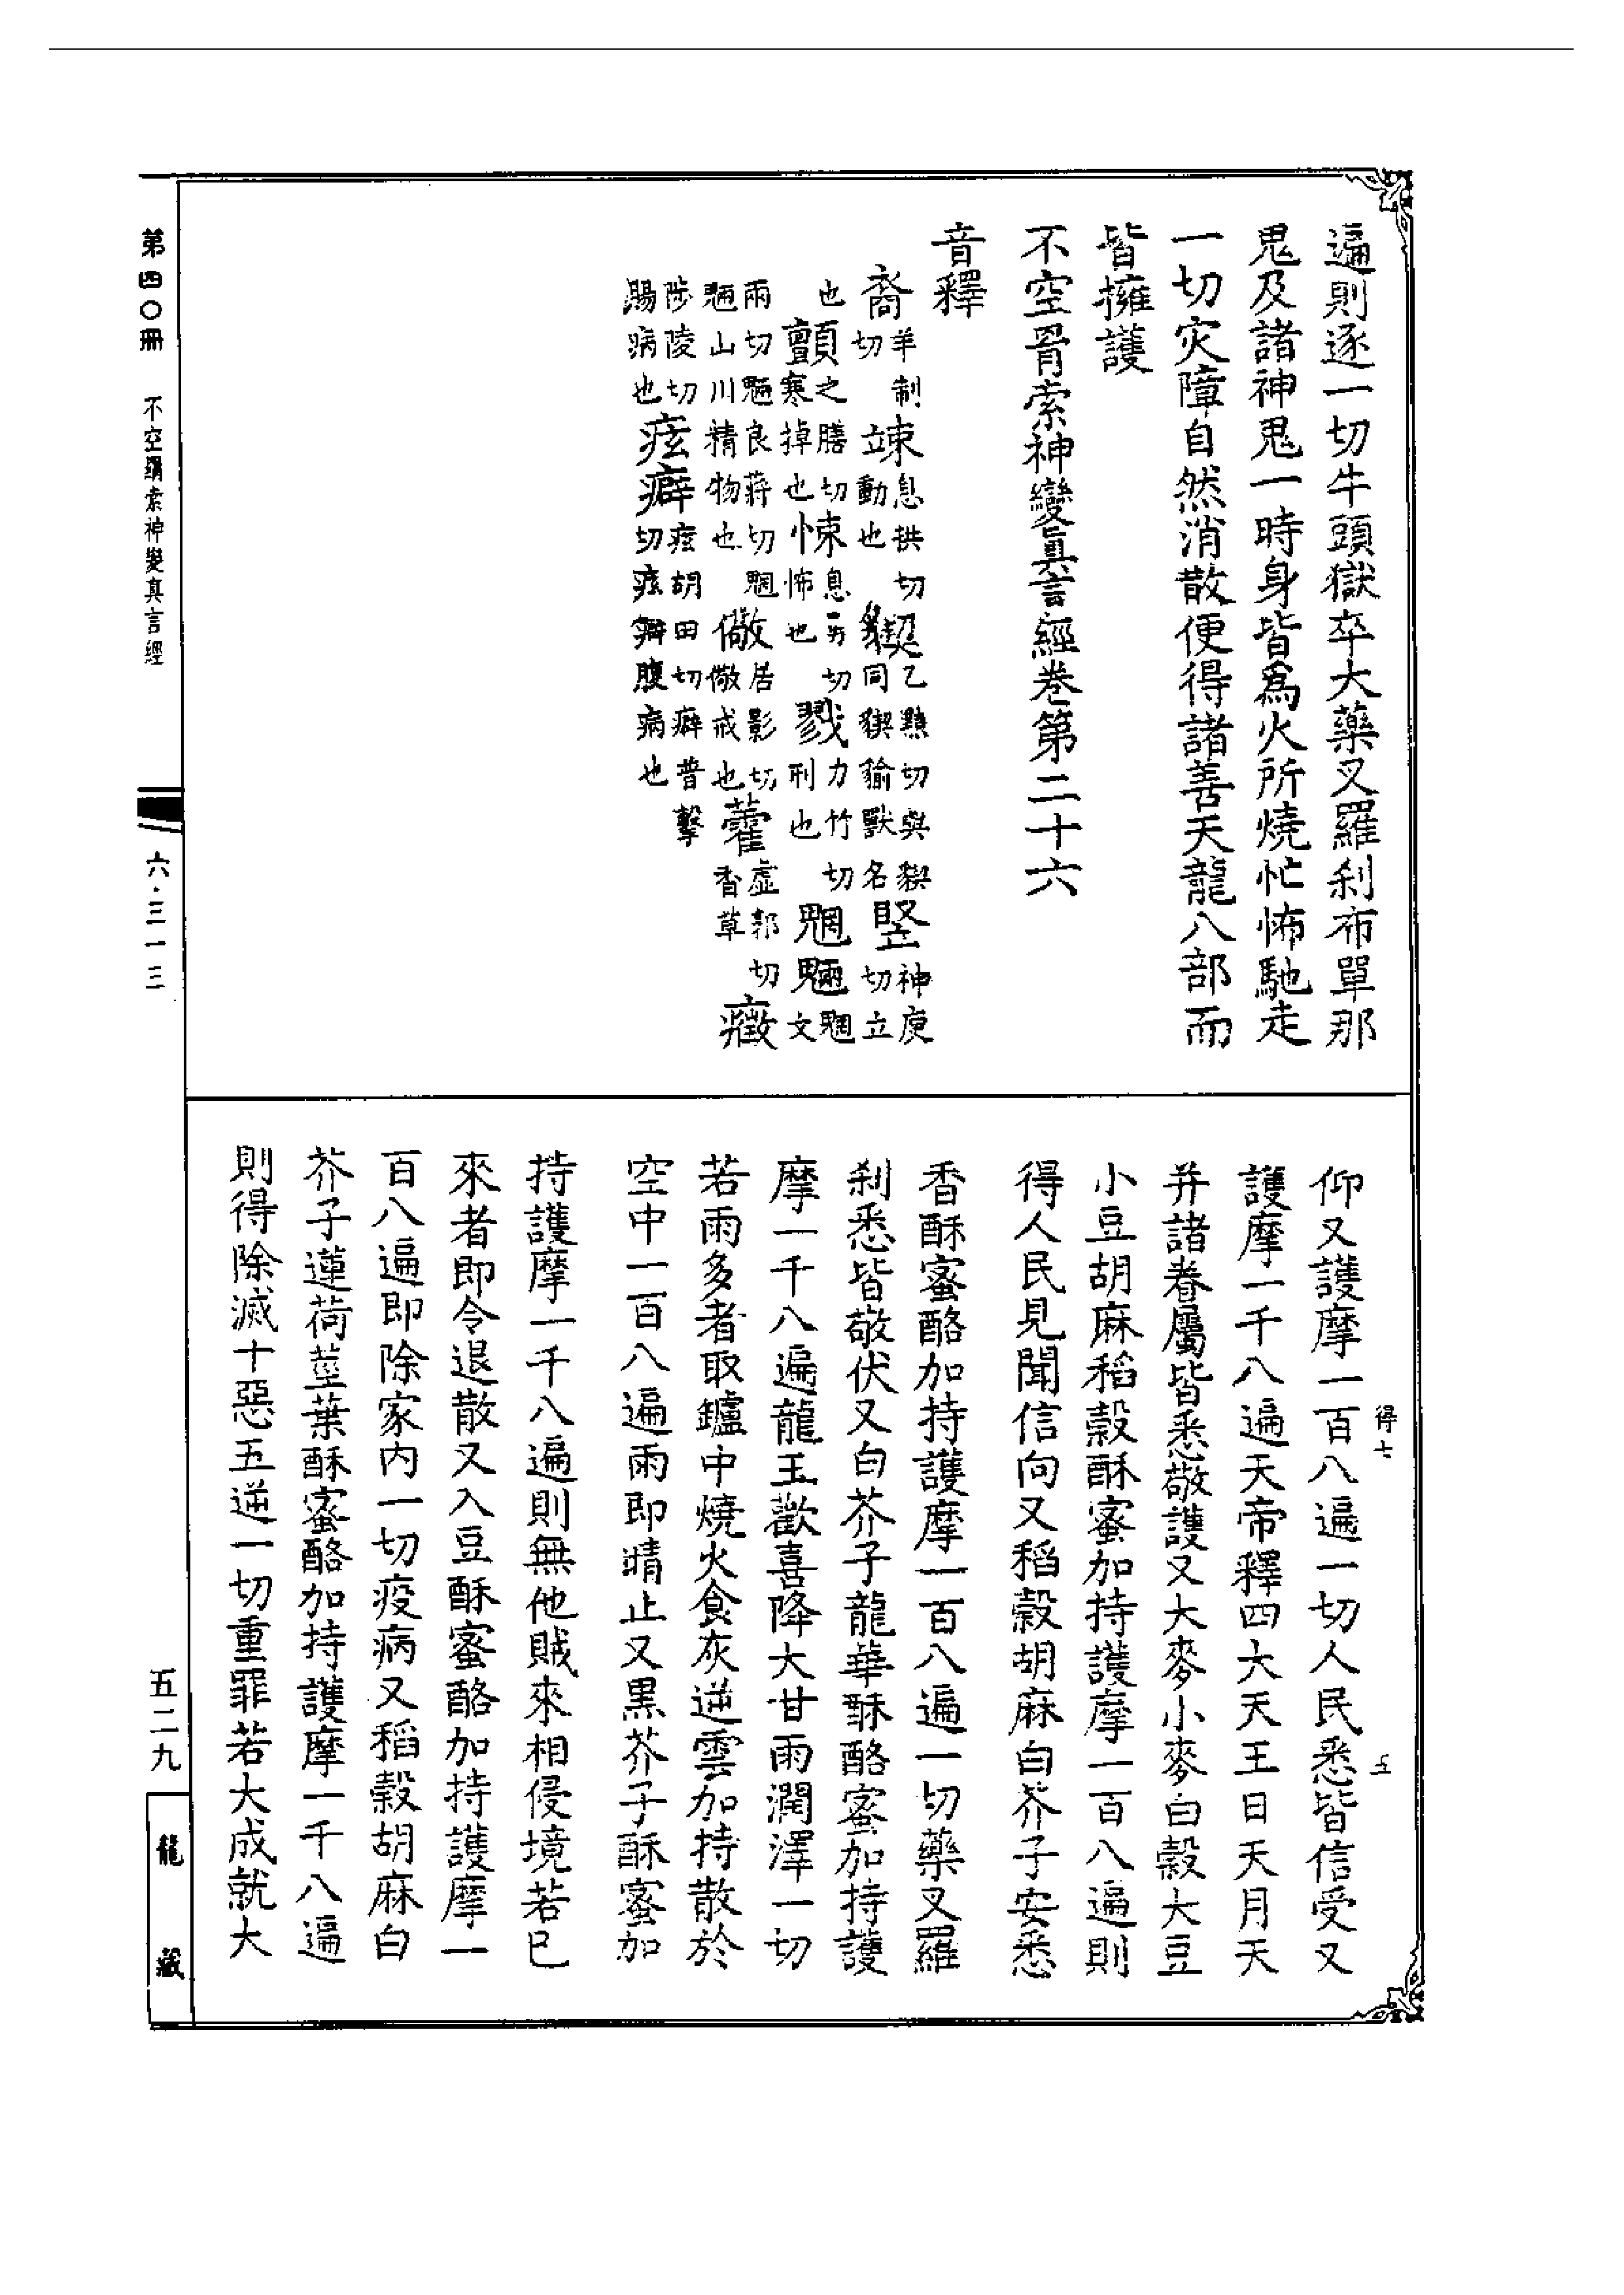 遍則逐一切牛頭獄卒大藥叉羅刹布單那
鬼及諸神鬼一時身皆爲火所燒忙怖馳走
一切灾障自然消散便得諸善天龍八部而
皆擁護
不空罥索神變真言經卷第二十六
音釋
裔羊制切 竦息拱切動也 䝟乙黠切與猰同猰貐獸名 竪神庾切立
也 顫之膳切寒掉也 悚息勇切怖也 戮力竹切刑也 魍魎魍文
兩切魎良蔣切魍魎山川精物也 儆居影切儆戒也 藿虛郭切香草 癥
陟陵切腸病也 痃癖痃胡田切癖普擊切痃癖腹病也
仰又護摩一百八遍一切人民悉皆信受又
護摩一千八遍天帝釋四大天王日天月天
并諸眷屬皆悉敬護又大麥小麥白糓大豆
小豆胡麻稻糓酥蜜加持護摩一百八遍則
得人民見聞信向又稻糓胡麻白芥子安悉
香酥蜜酪加持護摩一百八遍一切藥叉羅
刹悉皆敬伏又白芥子龍華酥酪蜜加持護
摩一千八遍龍王歡喜降大甘雨潤澤一切
若雨多者取鑪中燒火食灰逆雲加持散於
空中一百八遍雨即晴止又黑芥子酥蜜加
持護摩一千八遍則無他賊來相侵境若已
來者即令退散又入豆酥蜜酪加持護摩一
百八遍即除家内一切疫病又稻糓胡麻白
芥子蓮荷莖葉酥蜜酪加持護摩一千八遍
則得除滅十惡五逆一切重罪若大成就大
得七
五
第四〇冊
不空羂索神變真言經
六·三一三
五二九
龍藏